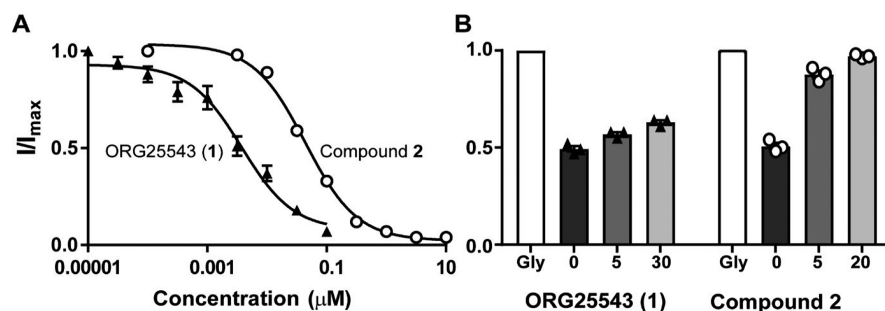 A
I/Imax
1.0
0.5
0.0
ORG25543 (1)
Compound 2
0.00001
0.001
0.1
10
Concentration (μM)
B
1.0
0.5
0.0
Gly 0 5 30
Gly 0 5 20
ORG25543 (1)
Compound 2